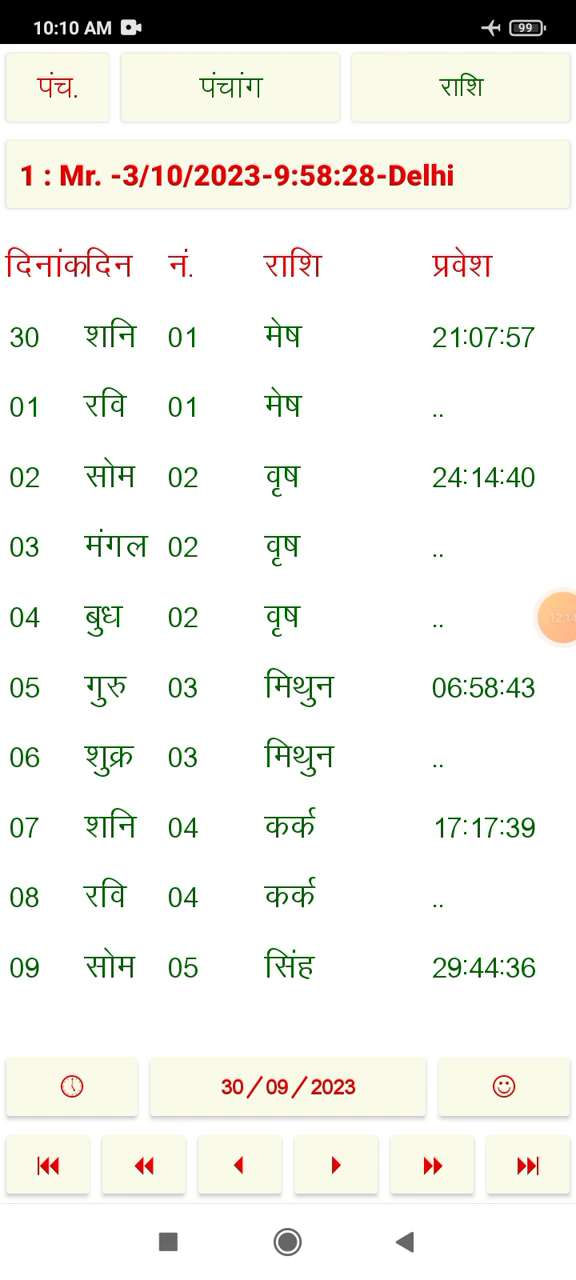 10:10 AM 99
पंच. पंचांग राशि
1 : Mr. -3/10/2023-9:58:28-Delhi
दिनांकदिन नं. राशि प्रवेश
30 शनि 01 मेष 21:07:57
01 रवि 01 मेष ..
02 सोम 02 वृष 24:14:40
03 मंगल 02 वृष ..
04 बुध 02 वृष ..
12:14
05 गुरु 03 मिथुन 06:58:43
06 शुक्र 03 मिथुन ..
07 शनि 04 कर्क 17:17:39
08 रवि 04 कर्क ..
09 सोम 05 सिंह 29:44:36
30/09/2023